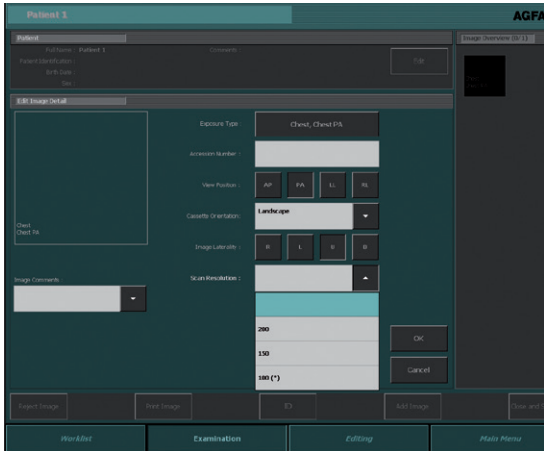 Patient 1
AGFA
Patient
Image Overview (0/1)
Full Name : Patient 1
Comment:
Patient Identification :
Birth Date :
Sex :
Edit
Edit Image Detail
Exposure Type :
Chest, Chest PA
Accession Number :
View Position :
AP
PA
LL
RL
Cassette Orientation:
Landscape
Chest
Chest PA
Image Laterality :
R
L
Image Comments :
Scan Resolution :
200
150
100 (*)
OK
Cancel
Reject Image
Print Image
ID
Add Image
Close and S
Worklist
Examination
Editing
Main Menu